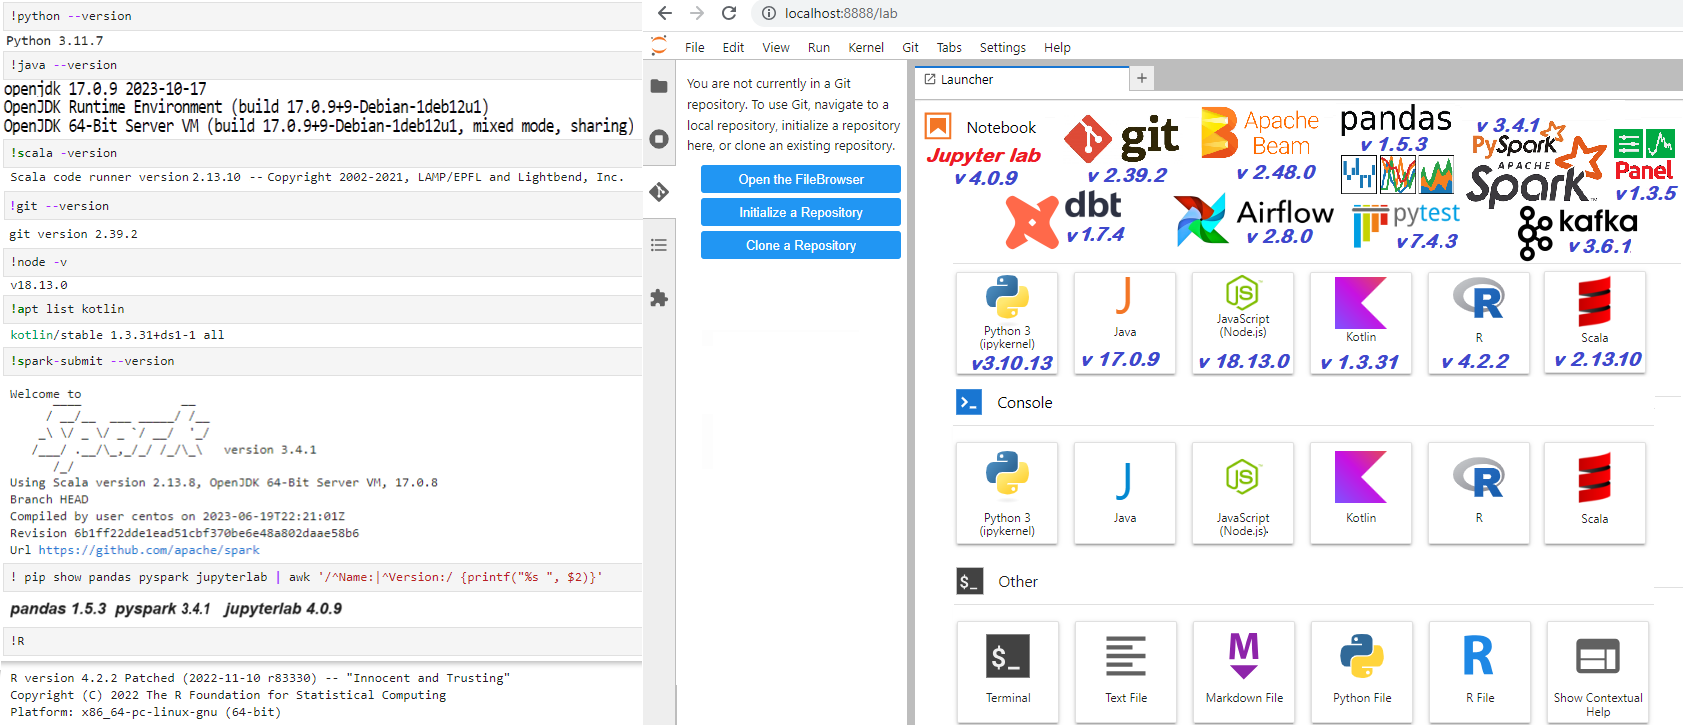 !python --version
Python 3.11.7
!java --version
openjdk 17.0.9 2023-10-17
OpenJDK Runtime Environment (build 17.0.9+9-Debian-1deb12u1)
OpenJDK 64-Bit Server VM (build 17.0.9+9-Debian-1deb12u1, mixed mode, sharing)
!scala -version
Scala code runner version 2.13.10 -- Copyright 2002-2021, LAMP/EPFL and Lightbend, Inc.
!git --version
git version 2.39.2
!node -v
v18.13.0
!apt list kotlin
kotlin/stable 1.3.31+ds1-1 all
!spark-submit --version
Welcome to
version 3.4.1
Using Scala version 2.13.8, OpenJDK 64-Bit Server VM, 17.0.8
Branch HEAD
Compiled by user centos on 2023-06-19T22:21:01Z
Revision 6b1ff22dde1ead51cbf370be6e48a802daae58b6
Url https://github.com/apache/spark
! pip show pandas pyspark jupyterlab | awk '/^Name:|^Version:/ {printf("%s ", $2)}'
pandas 1.5.3 pyspark 3.4.1 jupyterlab 4.0.9
!R
R version 4.2.2 Patched (2022-11-10 r83330) -- "Innocent and Trusting"
Copyright (C) 2022 The R Foundation for Statistical Computing
Platform: x86_64-pc-linux-gnu (64-bit)
localhost:8888/lab
File Edit View Run Kernel Git Tabs Settings Help
You are not currently in a Git
repository. To use Git, navigate to a
local repository, initialize a repository
here, or clone an existing repository.
Open the FileBrowser
Initialize a Repository
Clone a Repository
Launcher
Notebook
Jupyter lab
v 4.0.9
git
v 2.39.2
Apache
Beam
v 2.48.0
pandas
v 1.5.3
v 3.4.1
PySpark
APACHE
Spark™
Panel
v 1.3.5
dbt
v 1.7.4
Airflow
v 2.8.0
pytest
v 7.4.3
kafka
v 3.6.1
Python 3
(ipykernel)
v3.10.13
Java
v 17.0.9
JS
JavaScript
(Node.js)
v 18.13.0
Kotlin
v 1.3.31
R
R
v 4.2.2
Scala
v 2.13.10
Console
Python 3
(ipykernel)
J
Java
JS
JavaScript
(Node.js)
Kotlin
R
R
Scala
$_ Other
$_
Terminal
Text File
M
Markdown File
Python File
R
R File
Show Contextual
Help